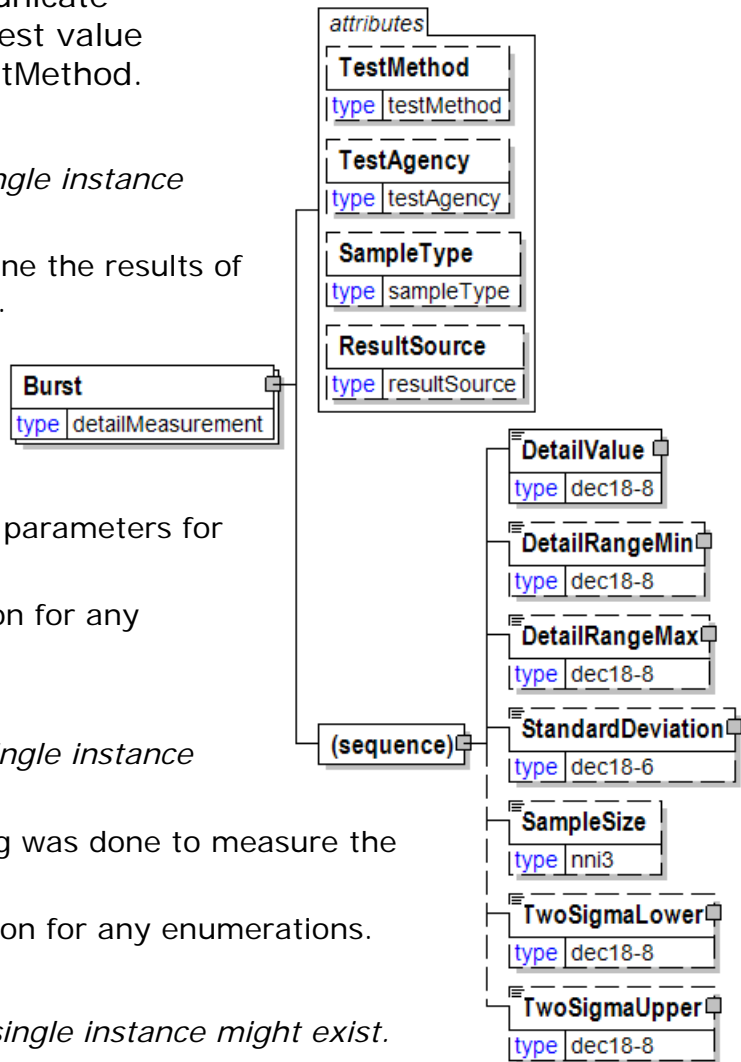 est value
tMethod.
ngle instance
ne the results of
.
parameters for
on for any
ngle instance
g was done to measure the
on for any enumerations.
single instance might exist.
attributes
TestMethod
type testMethod
TestAgency
type testAgency
SampleType
type sampleType
ResultSource
type resultSource
Burst
type detailMeasurement
(sequence)
DetailValue
type dec18-8
DetailRangeMin
type dec18-8
DetailRangeMax
type dec18-8
StandardDeviation
type dec18-6
SampleSize
type nni3
TwoSigmaLower
type dec18-8
TwoSigmaUpper
type dec18-8